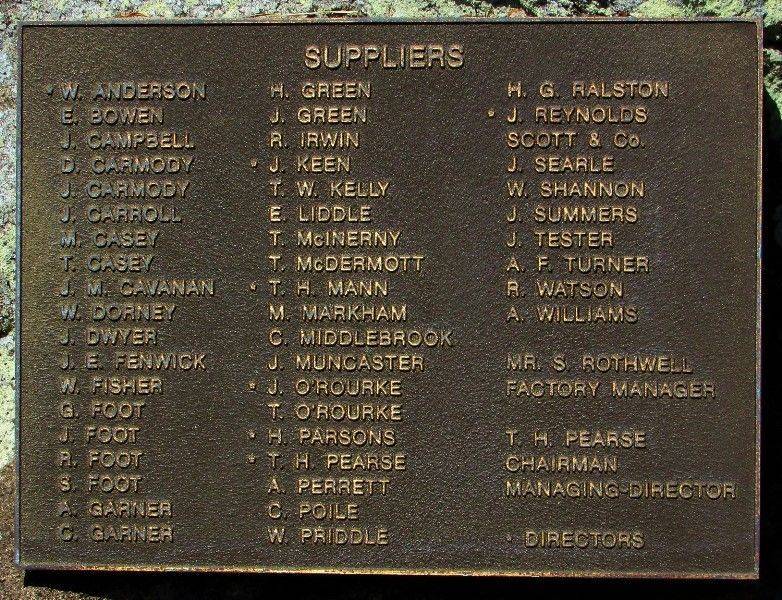 SUPPLIERS
* W. ANDERSON
E. BOWEN
J. CAMPBELL
D. CARMODY
J. CARMODY
J. CARROLL
M. CASEY
T. CASEY
J. M. CAVANAN
W. DORNEY
J. DWYER
J. E. FENWICK
W. FISHER
G. FOOT
J. FOOT
R. FOOT
S. FOOT
A. GARNER
C. GARNER
H. GREEN
J. GREEN
R. IRWIN
* J. KEEN
T. W. KELLY
E. LIDDLE
T. McINERNY
T. McDERMOTT
* T. H. MANN
M. MARKHAM
C. MIDDLEBROOK
J. MUNCASTER
* J. O'ROURKE
T. O'ROURKE
* H. PARSONS
* T. H. PEARSE
A. PERRETT
C. POILE
W. PRIDDLE
H. G. RALSTON
* J. REYNOLDS
SCOTT & Co.
J. SEARLE
W. SHANNON
J. SUMMERS
J. TESTER
A. F. TURNER
R. WATSON
A. WILLIAMS
MR. S. ROTHWELL
FACTORY MANAGER
T. H. PEARSE
CHAIRMAN
MANAGING-DIRECTOR
* DIRECTORS